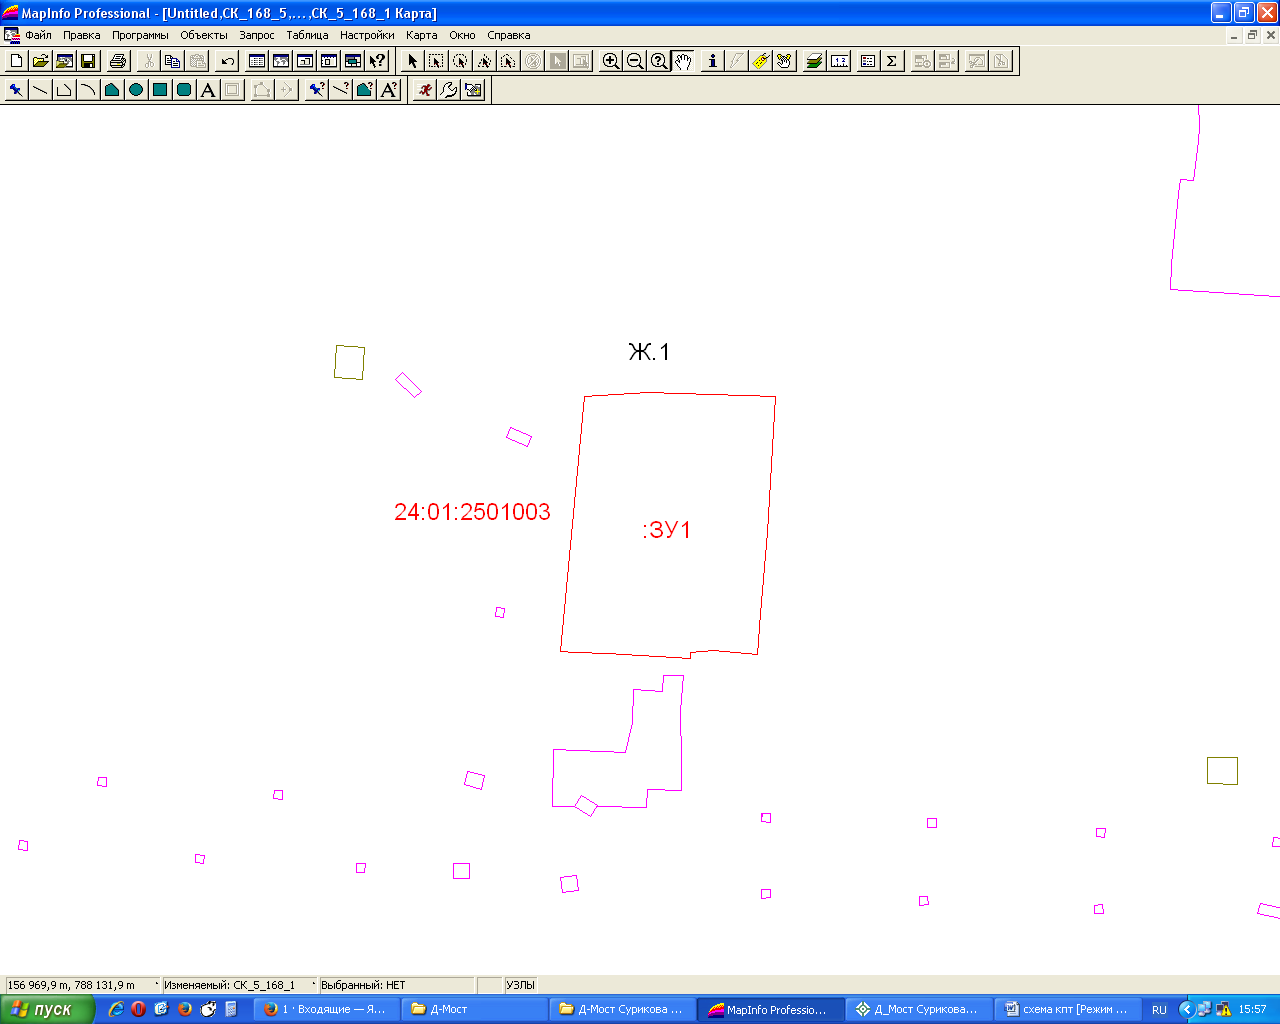 MapInfo Professional - [Untitled,СК_168_5,...,СК_5_168_1 Карта]
Файл Правка Программы Объекты Запрос Таблица Настройки Карта Окно Справка
Ж.1
24:01:2501003
:ЗУ1
156 969,9 m, 788 131,9 m Изменяемый: СК_5_168_1 Выбранный: НЕТ УЗЛЫ
пуск 1 · Входящие — Я... Д-Мост Д-Мост Сурикова ... MapInfo Professio... Д_Мост Сурикова... схема кпт [Режим ... RU 15:57